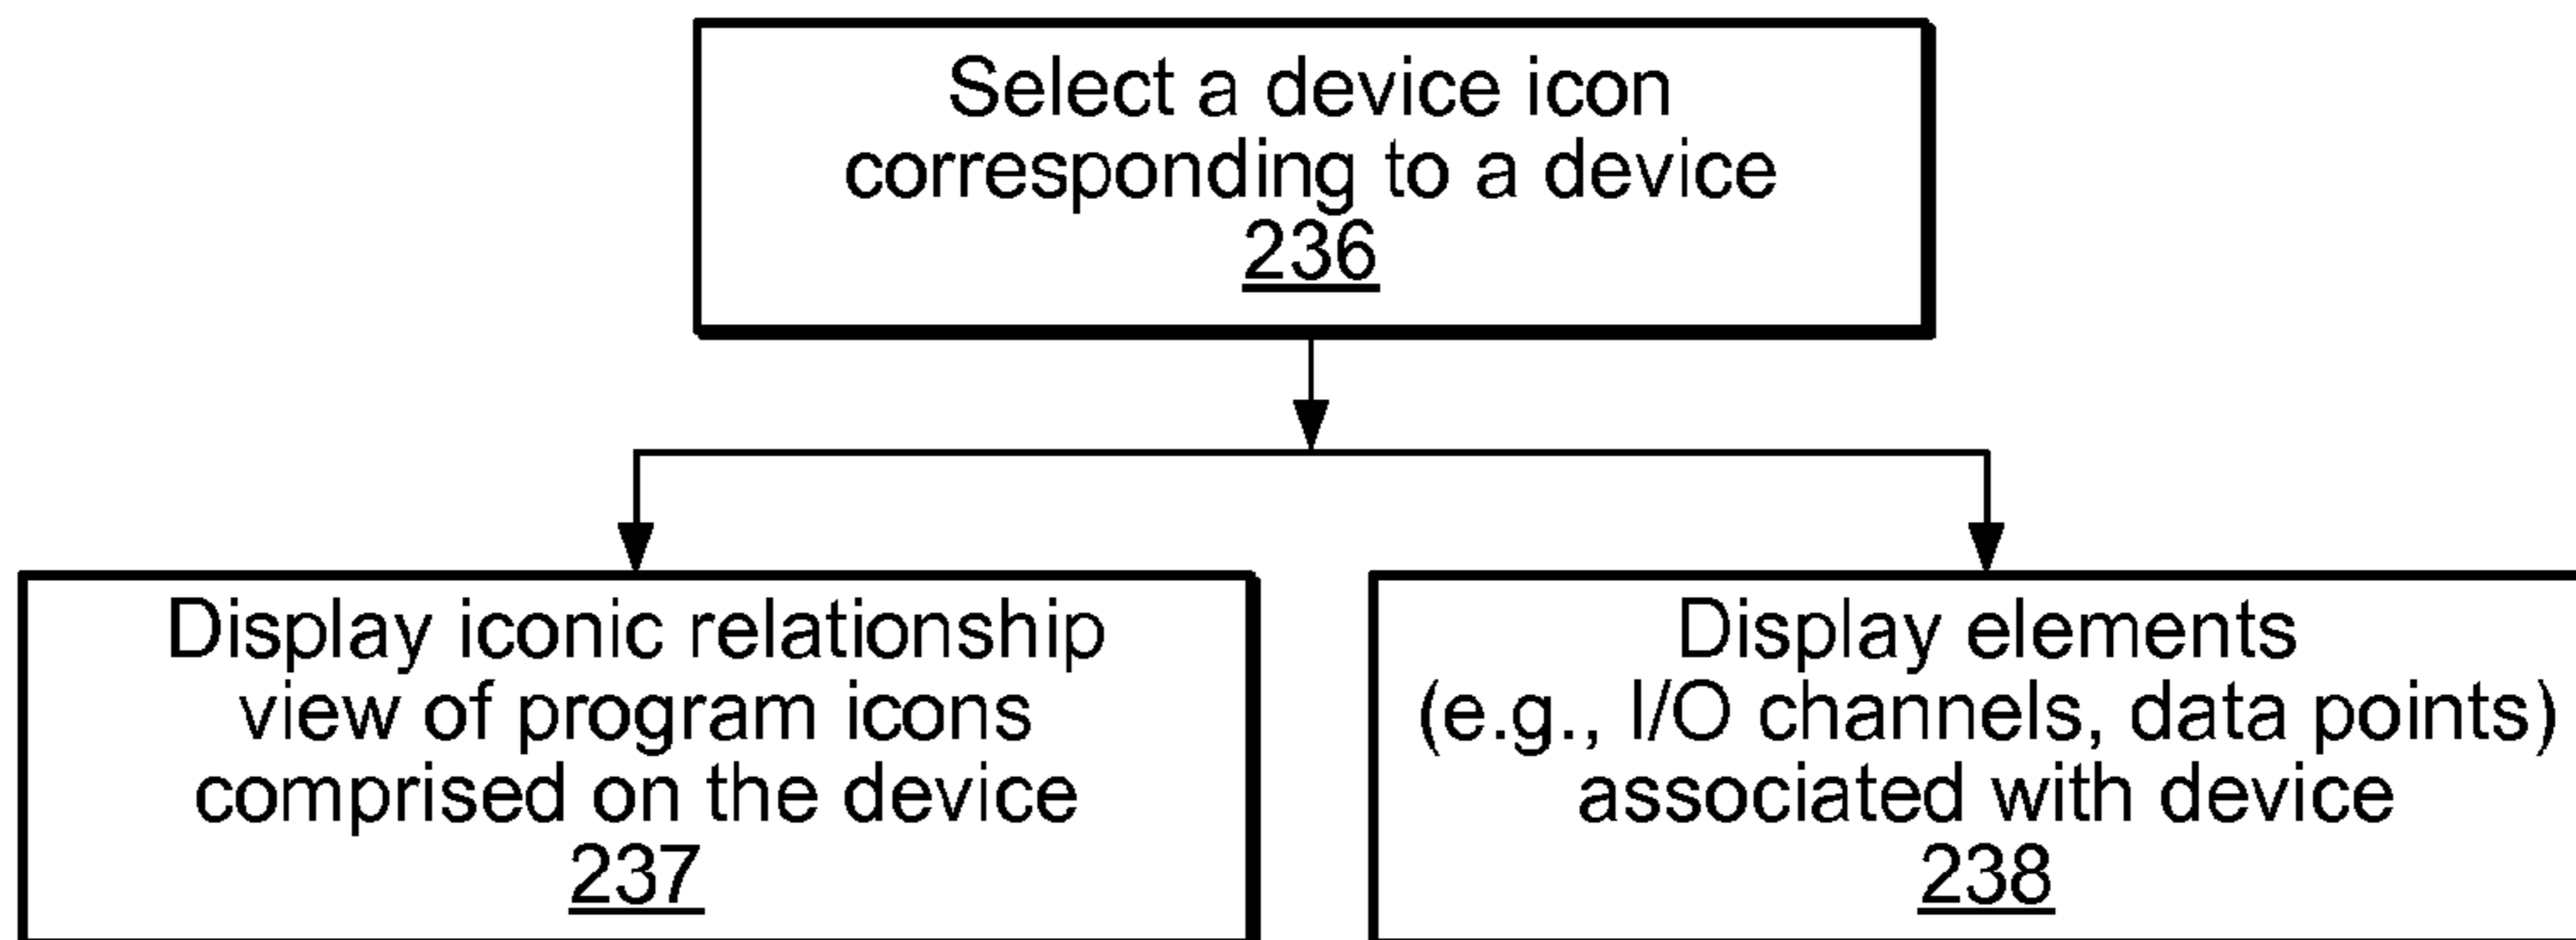 Select a device icon
corresponding to a device
236
Display iconic relationship
view of program icons
comprised on the device
237
Display elements
(e.g., I/O channels, data points)
associated with device
238